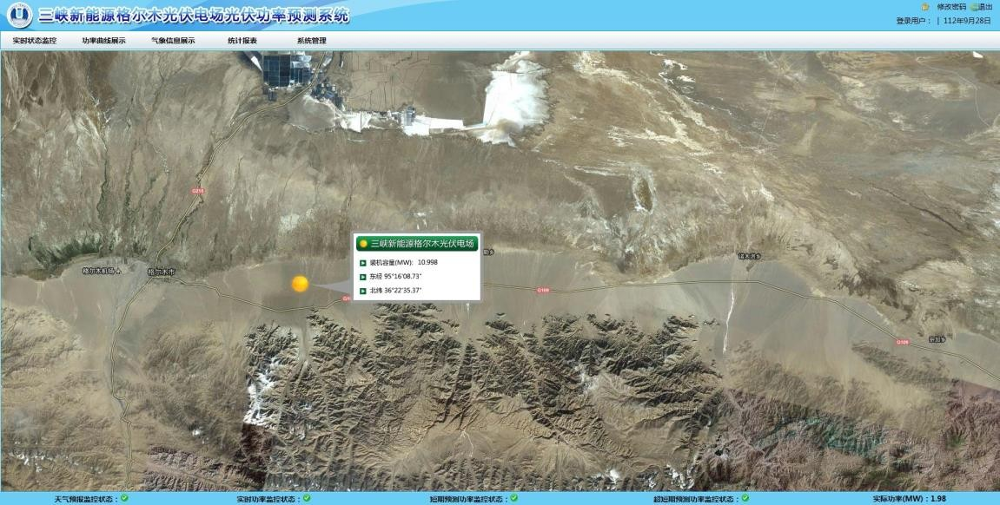 三峡新能源格尔木光伏电场光伏功率预测系统
修改密码 退出
登录用户： | 112年9月28日
实时状态监控 功率曲线展示 气象信息展示 统计报表 系统管理
G215
三峡新能源格尔木光伏电场
装机容量(MW): 10.998
东经 95°16'08.73"
北纬 36°22'35.37"
格尔木机场
格尔木市
诺木洪乡
G109
G109
宗加乡
天气预报监控状态： 实时功率监控状态： 短期预测功率监控状态： 超短期预测功率监控状态： 实际功率(MW)：1.98